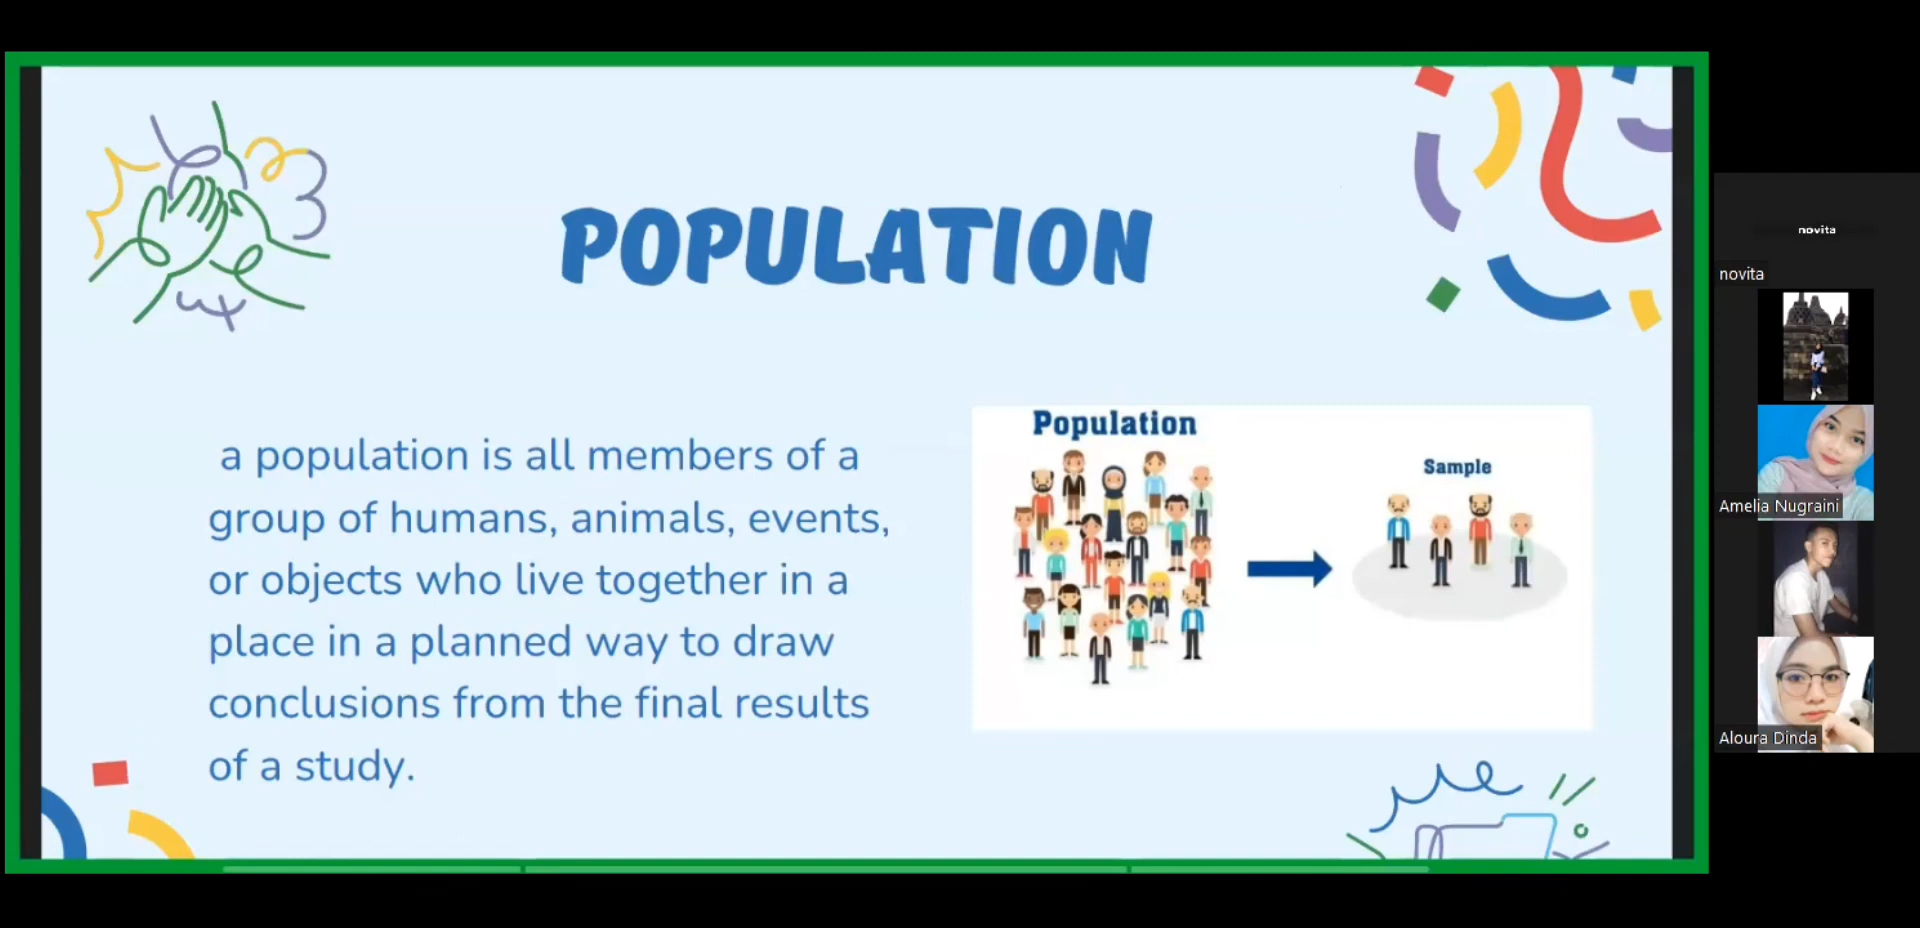 POPULATION
a population is all members of a
group of humans, animals, events,
or objects who live together in a
place in a planned way to draw
conclusions from the final results
of a study.
Population
Sample
novita
novita
Amelia Nugraini
Aloura Dinda